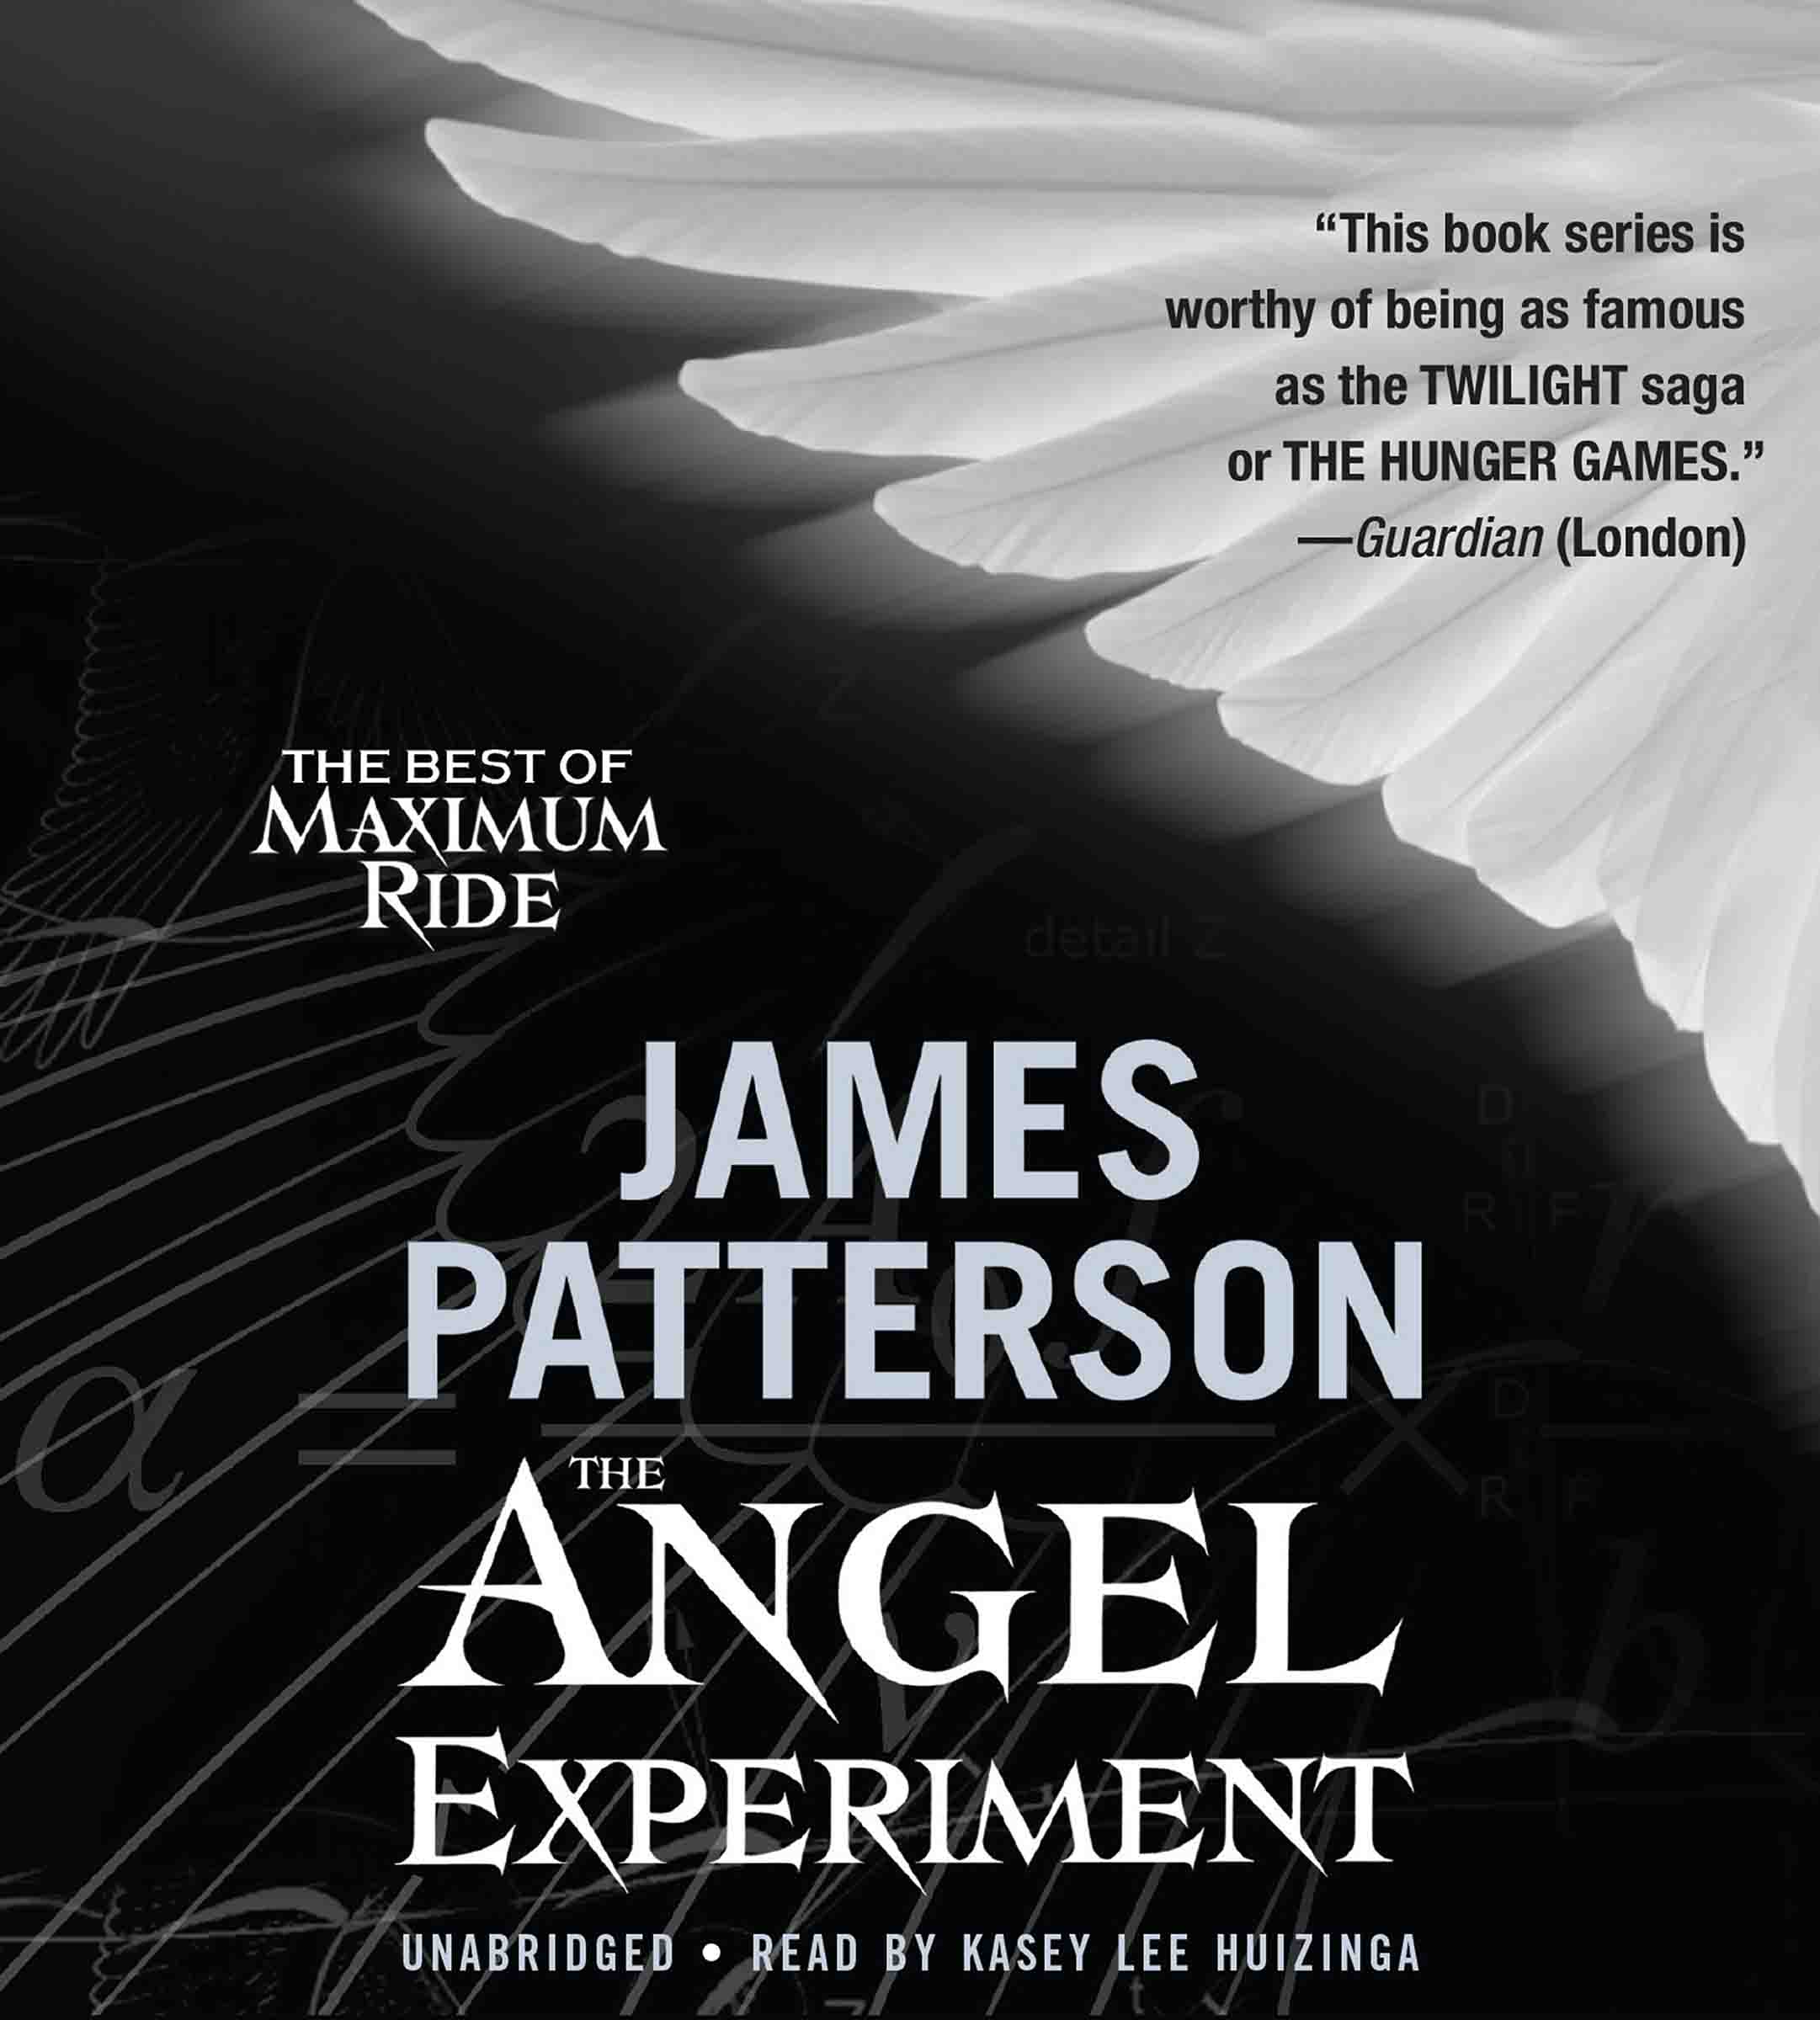 “This book series is
worthy of being as famous
as the TWILIGHT saga
or THE HUNGER GAMES.”
—Guardian (London)
THE BEST OF
MAXIMUM
RIDE
detail Z
JAMES
PATTERSON
THE
ANGEL
EXPERIMENT
UNABRIDGED • READ BY KASEY LEE HUIZINGA